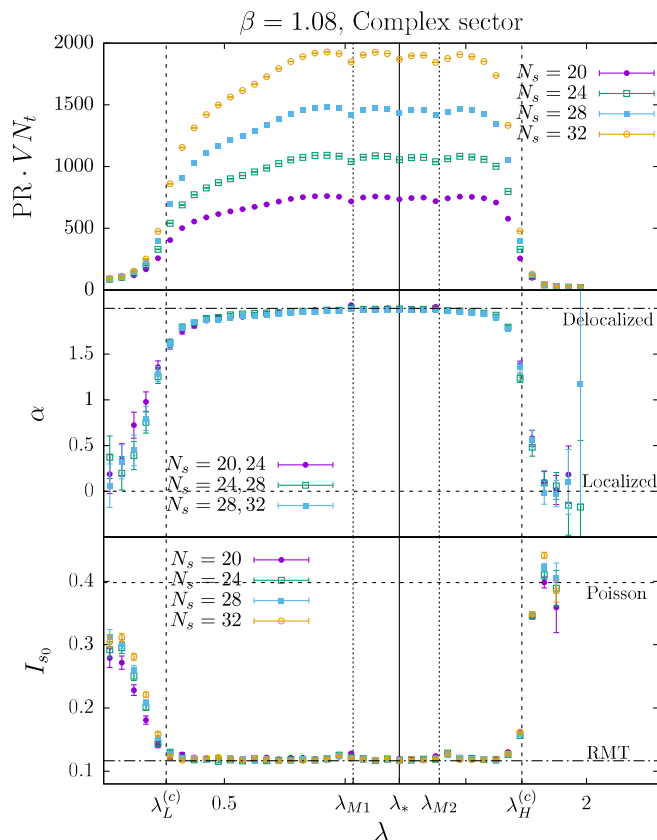 β = 1.08, Complex sector
PR · VN_t
2000
1500
1000
500
0
N_s = 20
N_s = 24
N_s = 28
N_s = 32
α
1.5
1
0.5
0
Delocalized
Localized
N_s = 20, 24
N_s = 24, 28
N_s = 28, 32
I_{s_0}
0.4
0.3
0.2
0.1
N_s = 20
N_s = 24
N_s = 28
N_s = 32
Poisson
RMT
λ_L^{(c)} 0.5 λ_{M1} λ_* λ_{M2} λ_H^{(c)} 2
λ